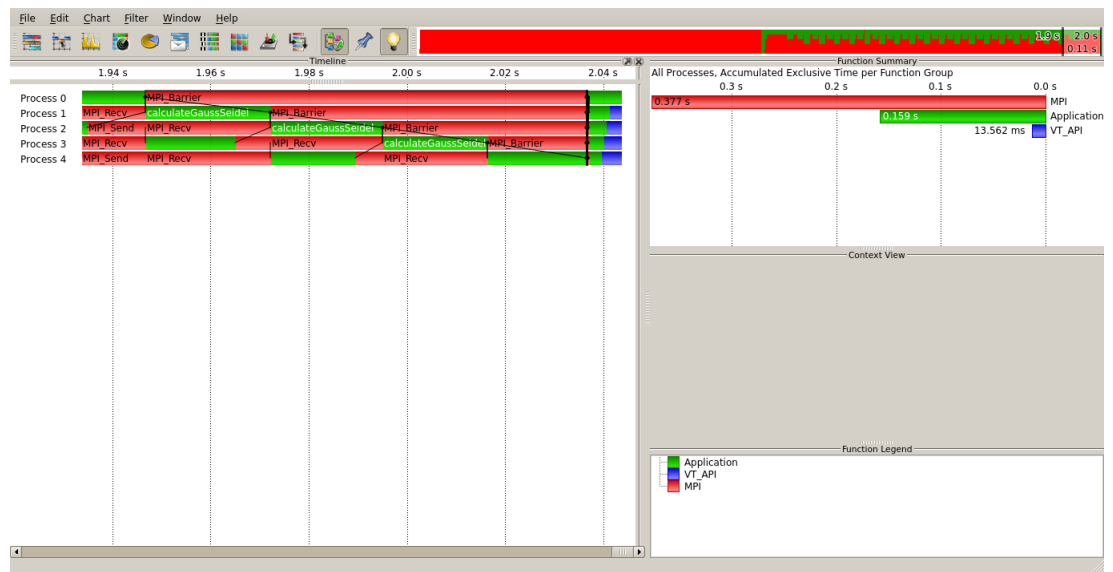 File Edit Chart Filter Window Help
1.9 s 2.0 s
0.11 s
Timeline
1.94 s 1.96 s 1.98 s 2.00 s 2.02 s 2.04 s
Process 0 MPI_Barrier
Process 1 MPI_Recv calculateGaussSeidel MPI_Barrier
Process 2 MPI_Send MPI_Recv calculateGaussSeidel MPI_Barrier
Process 3 MPI_Recv MPI_Recv calculateGaussSeidel MPI_Barrier
Process 4 MPI_Send MPI_Recv MPI_Recv
Function Summary
All Processes, Accumulated Exclusive Time per Function Group
0.3 s 0.2 s 0.1 s 0.0 s
0.377 s MPI
0.159 s Application
13.562 ms VT_API
Context View
Function Legend
Application
VT_API
MPI